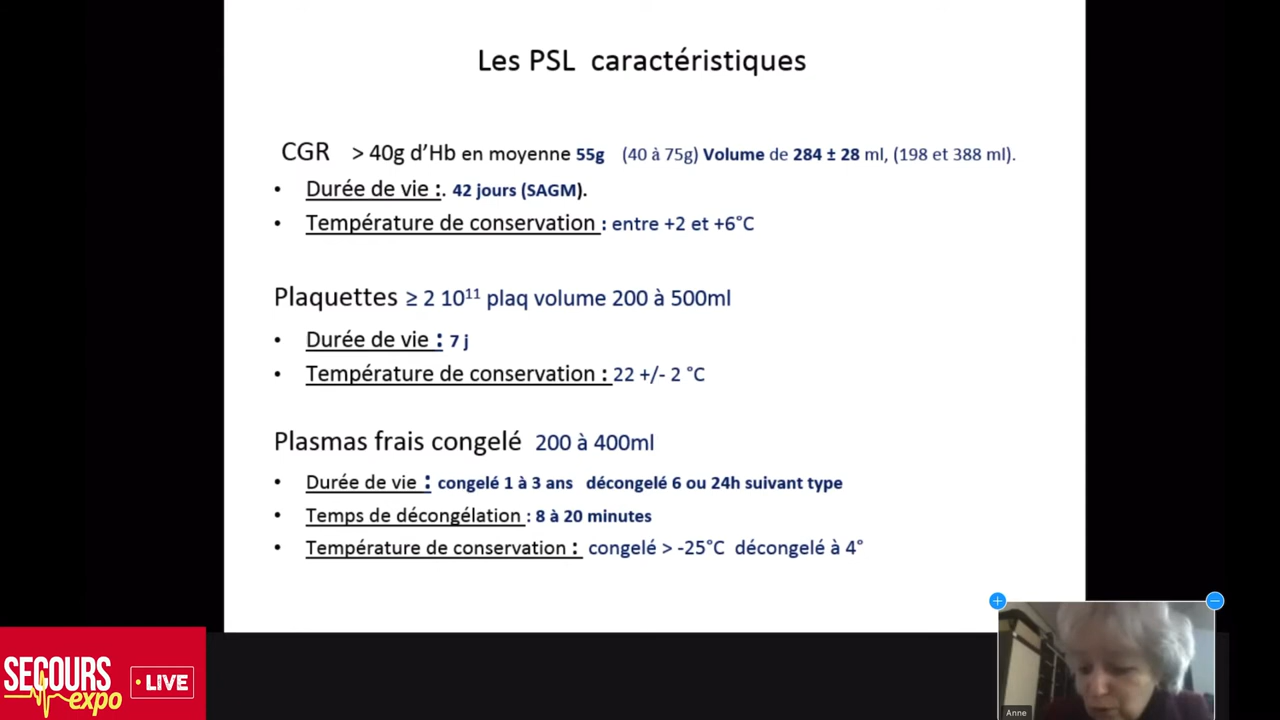 Les PSL caractéristiques
CGR > 40g d’Hb en moyenne 55g (40 à 75g) Volume de 284 ± 28 ml, (198 et 388 ml).
• Durée de vie :. 42 jours (SAGM).
• Température de conservation : entre +2 et +6°C
Plaquettes ≥ 2 10¹¹ plaq volume 200 à 500ml
• Durée de vie : 7 j
• Température de conservation : 22 +/- 2 °C
Plasmas frais congelé 200 à 400ml
• Durée de vie : congelé 1 à 3 ans décongelé 6 ou 24h suivant type
• Temps de décongélation : 8 à 20 minutes
• Température de conservation : congelé > -25°C décongelé à 4°
SECOURS
expo
• LIVE
Anne